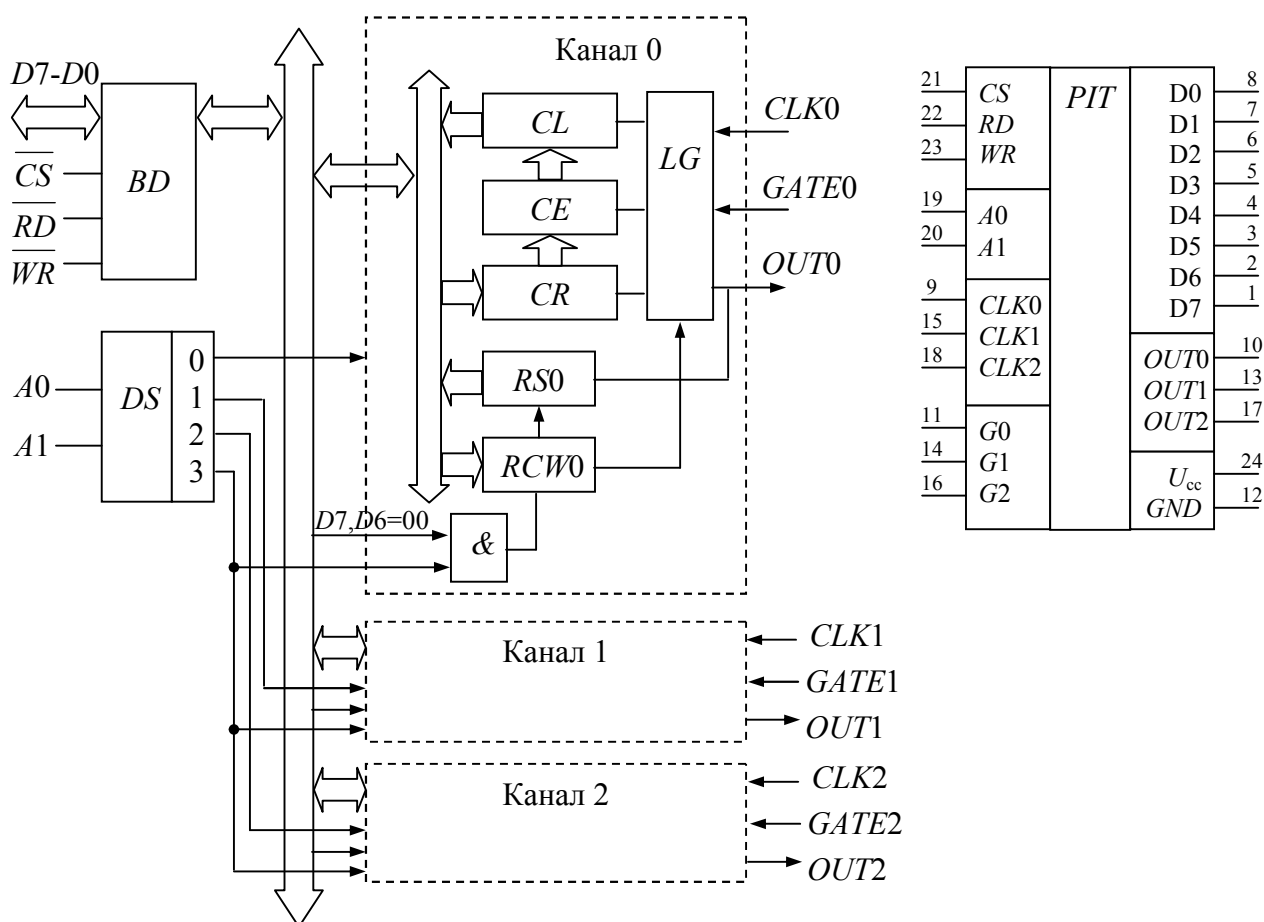 D7-D0
CS
RD
WR
BD
A0
A1
DS
0
1
2
3
Канал 0
CL
CE
CR
LG
RS0
RCW0
D7,D6=00
&
CLK0
GATE0
OUT0
Канал 1
CLK1
GATE1
OUT1
Канал 2
CLK2
GATE2
OUT2
21 CS
22 RD
23 WR
19 A0
20 A1
9 CLK0
15 CLK1
18 CLK2
11 G0
14 G1
16 G2
PIT
D0 8
D1 7
D2 6
D3 5
D4 4
D5 3
D6 2
D7 1
OUT0 10
OUT1 13
OUT2 17
Ucc 24
GND 12